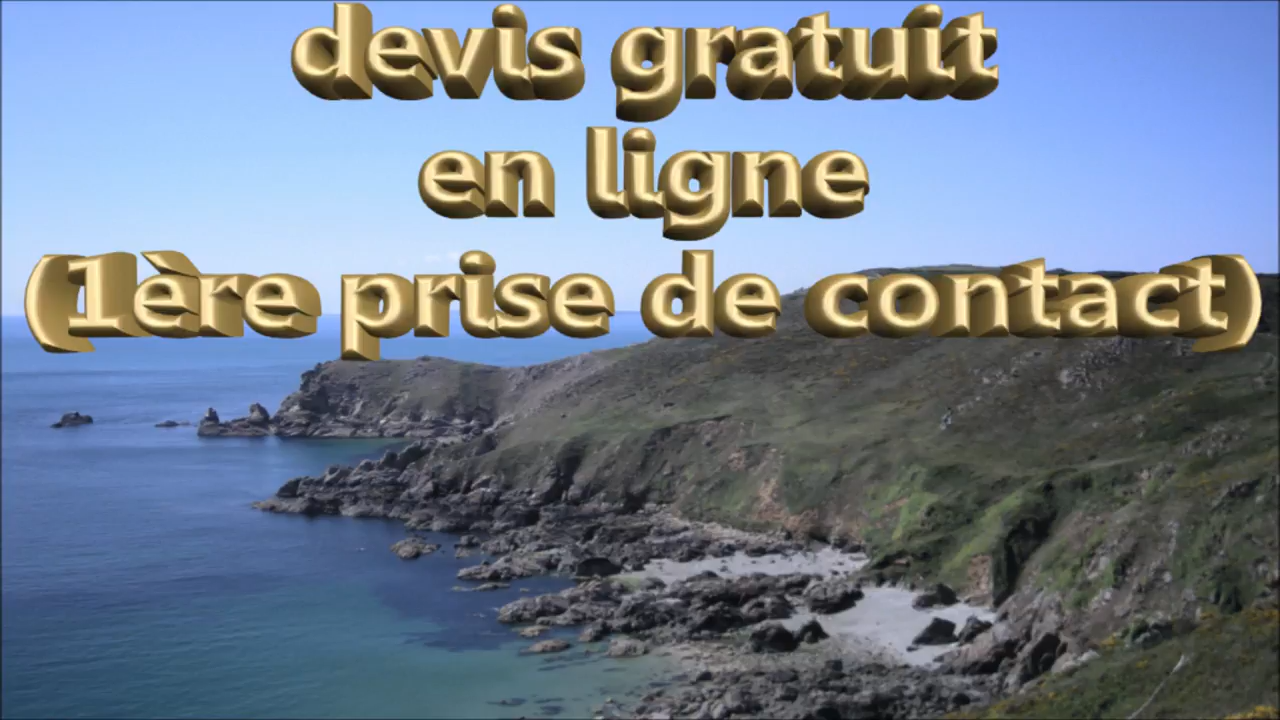 devis gratuit
en ligne
(1ère prise de contact)